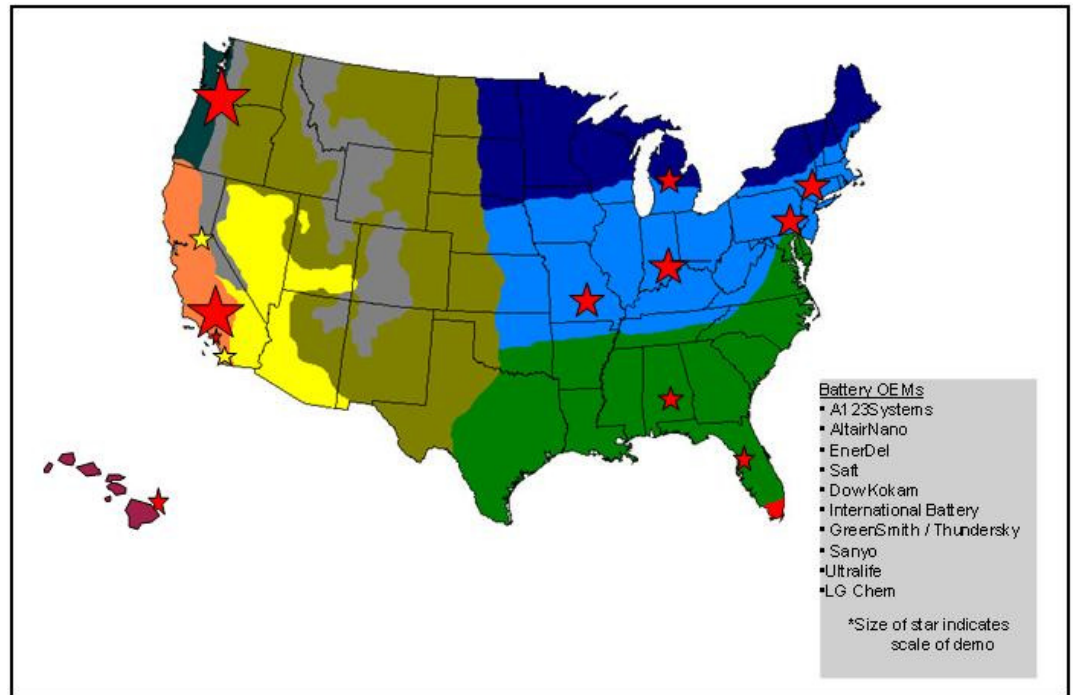 Battery OEMs
▪ A123Systems
▪ AltairNano
▪ EnerDel
▪ Saft
▪ DowKokam
▪ International Battery
▪ GreenSmith / Thundersky
▪ Sanyo
▪Ultralife
▪LG Chem
*Size of star indicates
scale of demo